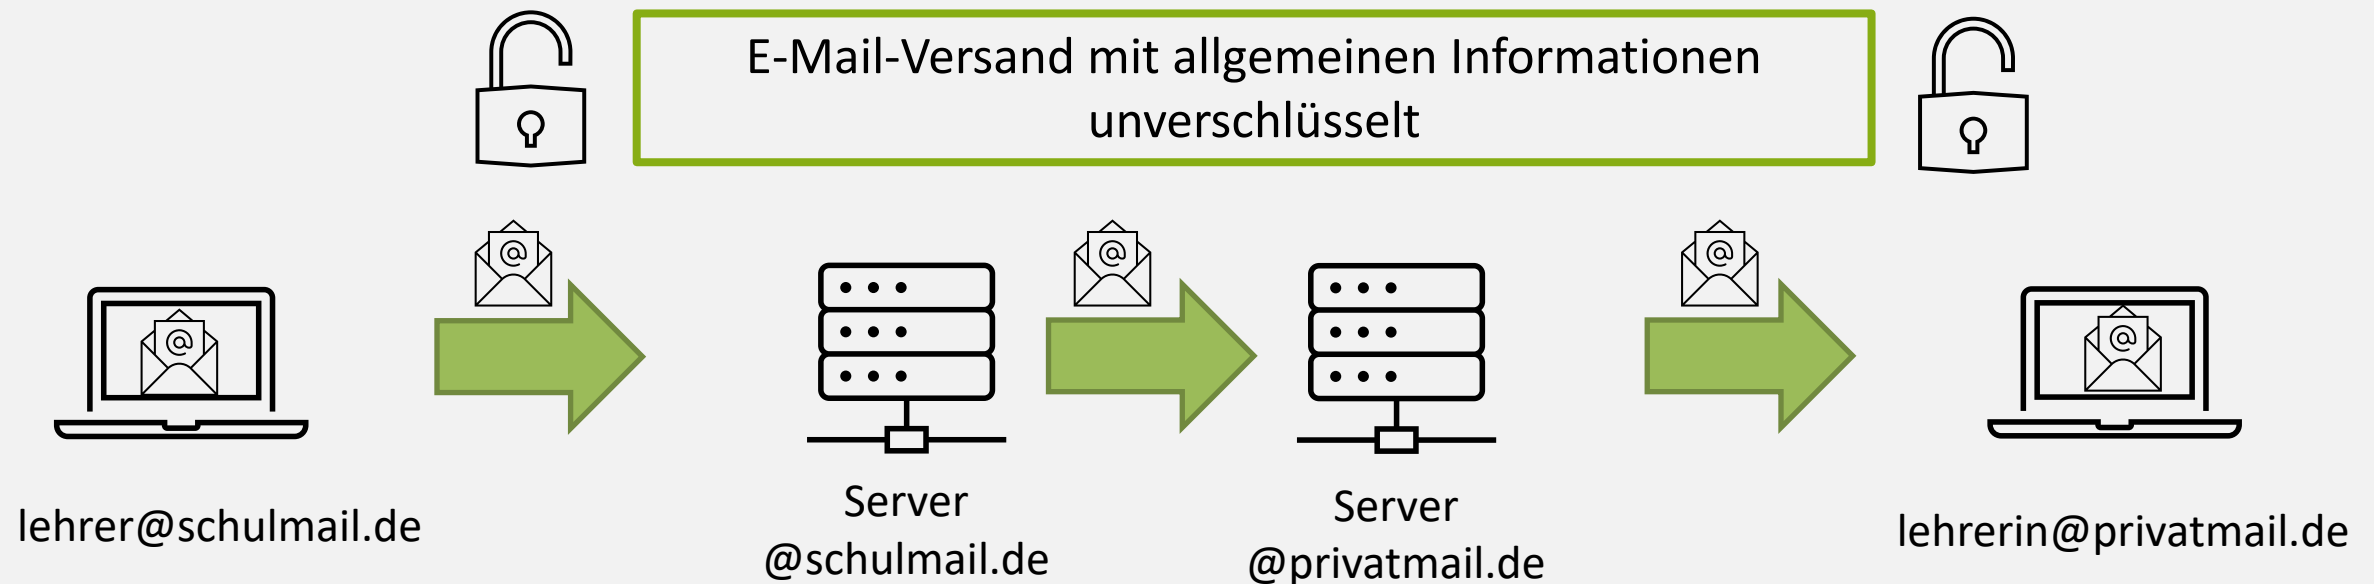 E-Mail-Versand mit allgemeinen Informationen
unverschlüsselt
@
@
@
@
@
lehrer@schulmail.de
Server
@schulmail.de
Server
@privatmail.de
lehrerin@privatmail.de